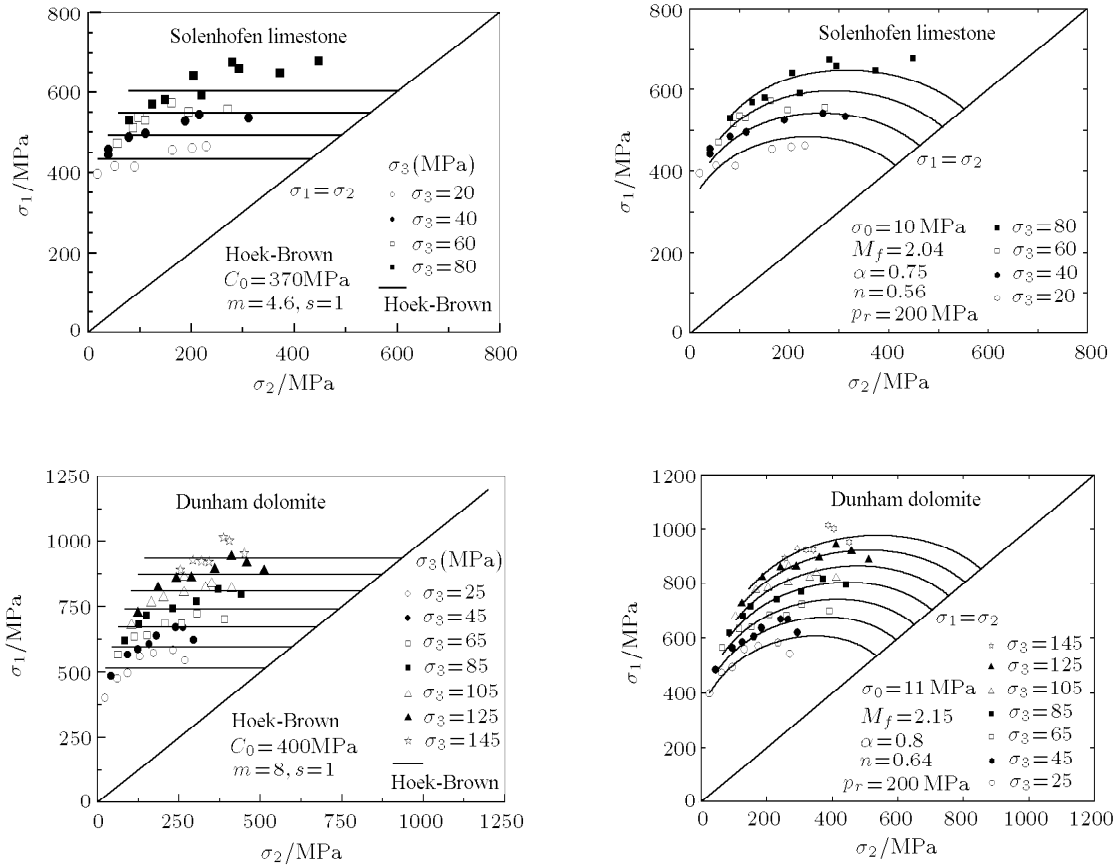 800
600
400
200
0
0
200
400
600
800
σ1/MPa
σ2/MPa
Solenhofen limestone
σ1=σ2
σ3(MPa)
σ3=20
σ3=40
σ3=60
σ3=80
Hoek-Brown
Hoek-Brown
C0=370MPa
m=4.6, s=1
800
600
400
200
0
0
200
400
600
800
σ1/MPa
σ2/MPa
Solenhofen limestone
σ1=σ2
σ0=10 MPa
Mf=2.04
α=0.75
n=0.56
pr=200 MPa
σ3=80
σ3=60
σ3=40
σ3=20
1250
1000
750
500
250
0
0
250
500
750
1000
1250
σ1/MPa
σ2/MPa
Dunham dolomite
σ3(MPa)
σ3=25
σ3=45
σ3=65
σ3=85
σ3=105
σ3=125
σ3=145
Hoek-Brown
Hoek-Brown
C0=400MPa
m=8, s=1
1200
1000
800
600
400
200
0
0
200
400
600
800
1000
1200
σ1/MPa
σ2/MPa
Dunham dolomite
σ1=σ2
σ0=11 MPa
Mf=2.15
α=0.8
n=0.64
pr=200 MPa
σ3=145
σ3=125
σ3=105
σ3=85
σ3=65
σ3=45
σ3=25